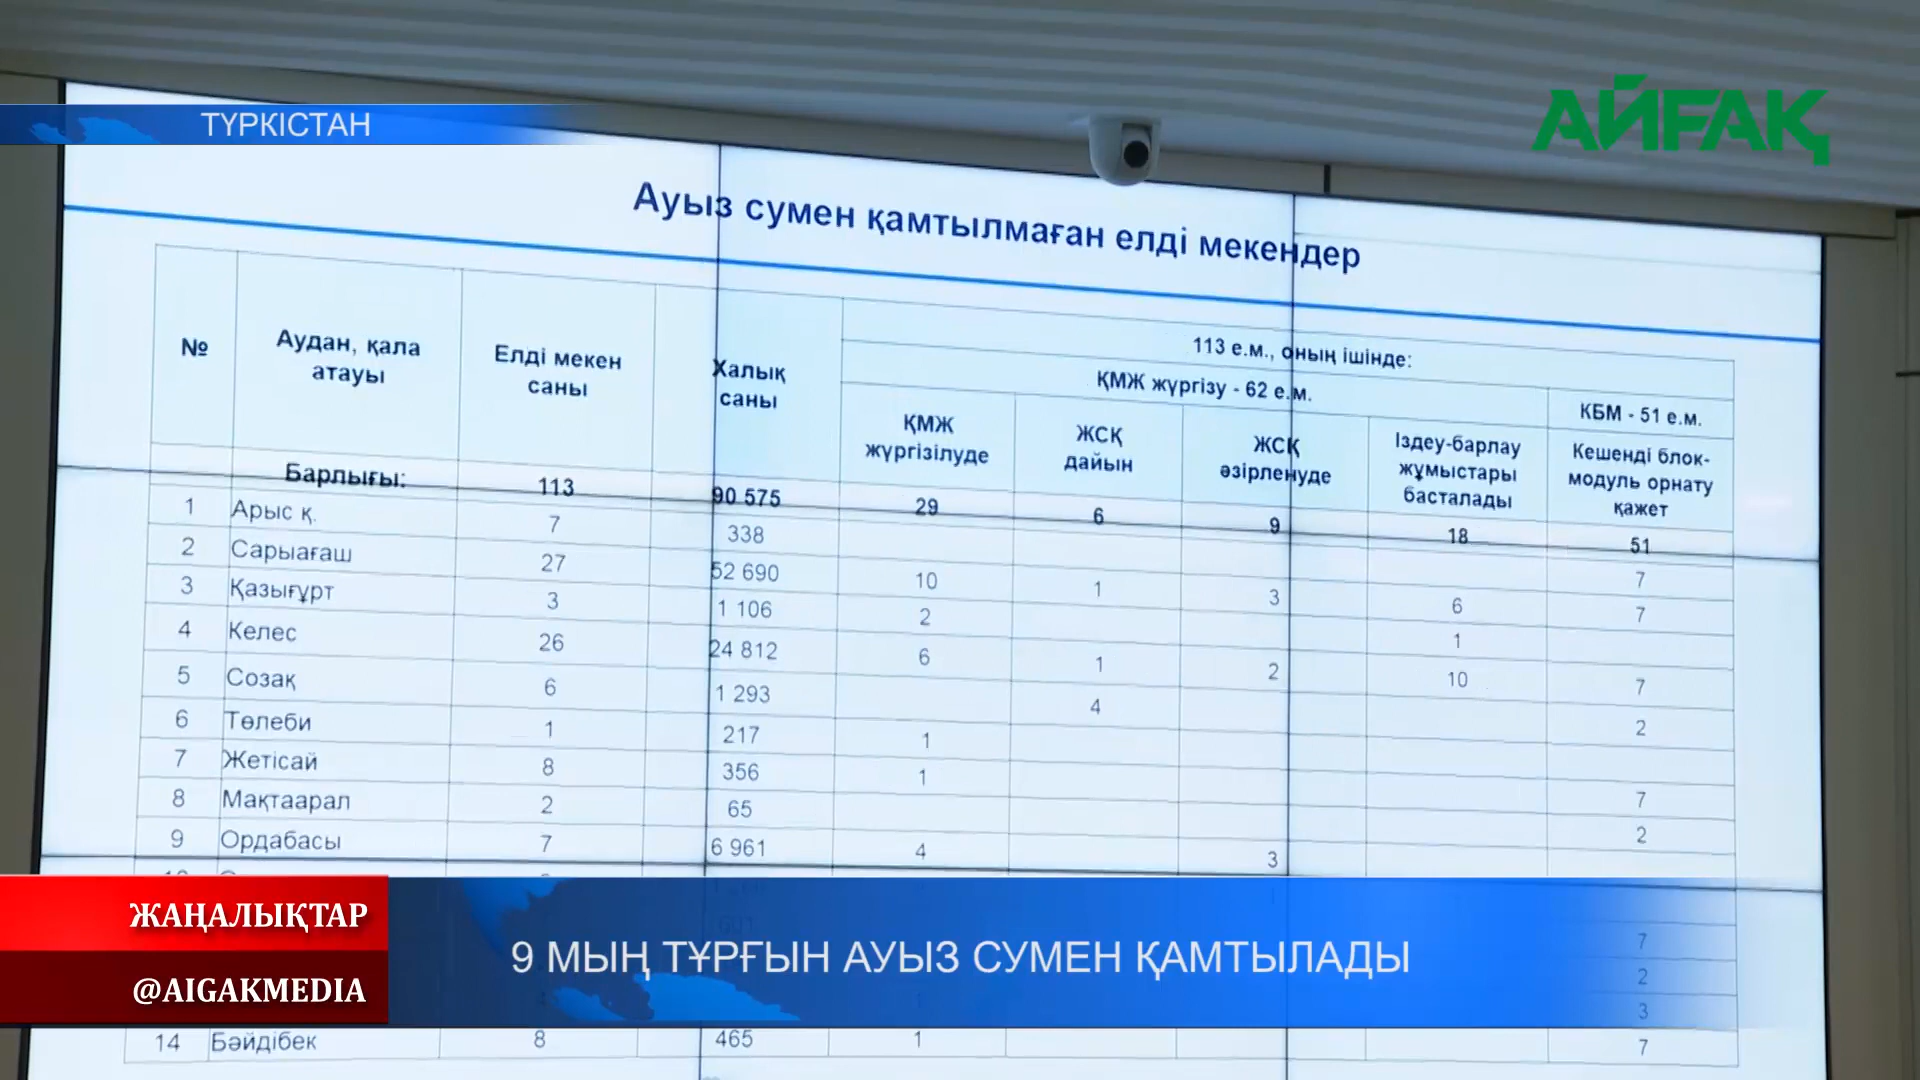 ТҮРКІСТАН
АЙҒАҚ
Ауыз сумен қамтылмаған елді мекендер
№
Аудан, қала
атауы
Елді мекен
саны
Халық
саны
113 е.м., оның ішінде:
ҚМЖ жүргізу - 62 е.м.
КБМ - 51 е.м.
ҚМЖ
жүргізілуде
ЖСҚ
дайын
ЖСҚ
әзірленуде
Іздеу-барлау
жұмыстары
басталады
Кешенді блок-
модуль орнату
қажет
Барлығы: 113 90 575 29 6 9 18 51
1 Арыс қ. 7 338 7
2 Сарыағаш 27 52 690 10 1 3 6 7
3 Қазығұрт 3 1 106 2 1
4 Келес 26 24 812 6 1 2 10 7
5 Созақ 6 1 293 4 2
6 Төлеби 1 217 1
7 Жетісай 8 356 1 7
8 Мақтаарал 2 65 2
9 Ордабасы 7 6 961 4 3
7
2
3
14 Бәйдібек 8 465 1 7
ЖАҢАЛЫҚТАР
@AIGAKMEDIA
9 МЫҢ ТҰРҒЫН АУЫЗ СУМЕН ҚАМТЫЛАДЫ